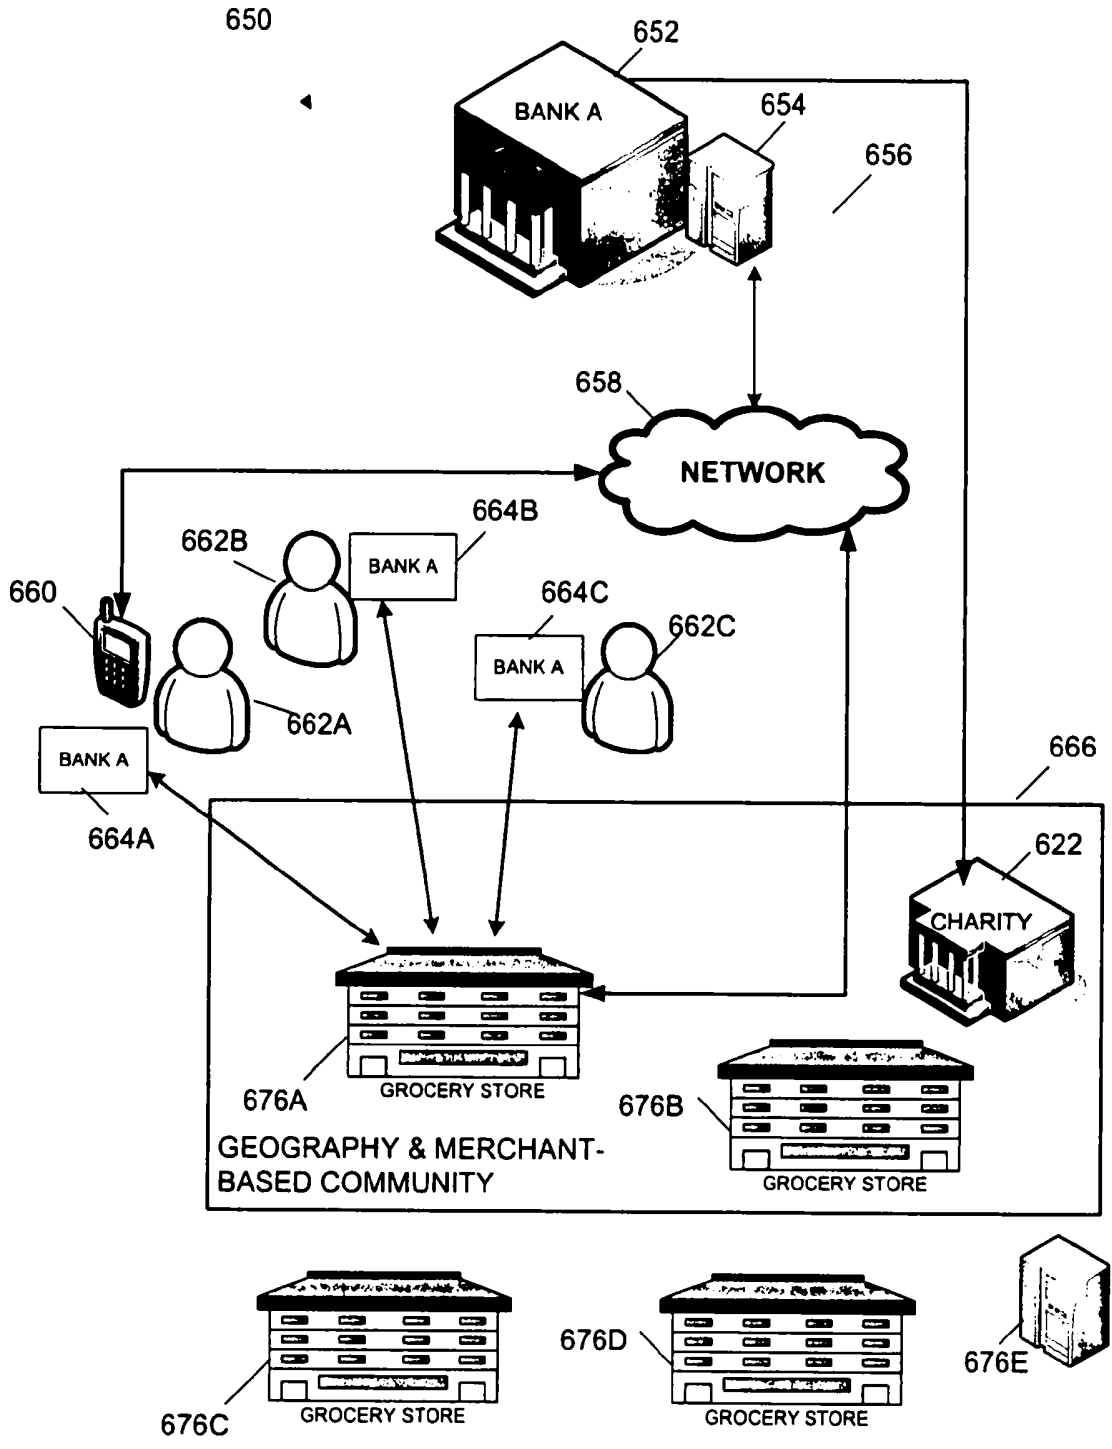 650
652
BANK A
654
656
658
NETWORK
664B
662B
BANK A
660
664C
662C
BANK A
662A
BANK A
664A
666
622
CHARITY
676A
GROCERY STORE
676B
GROCERY STORE
GEOGRAPHY & MERCHANT-
BASED COMMUNITY
676C
GROCERY STORE
676D
GROCERY STORE
676E